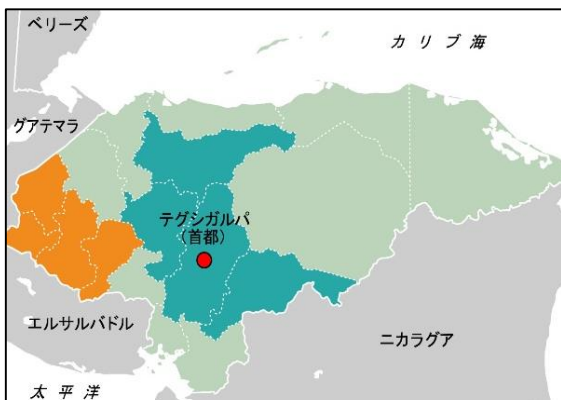 ベリーズ
カリブ海
グアテマラ
テグシガルパ
(首都)
エルサルバドル
ニカラグア
太平洋